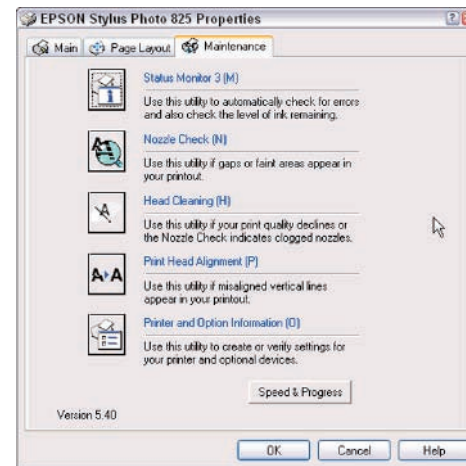 EPSON Stylus Photo 825 Properties
Main
Page Layout
Maintenance
Status Monitor 3 (M)
Use this utility to automatically check for errors
and also check the level of ink remaining.
Nozzle Check (N)
Use this utility if gaps or faint areas appear in
your printout.
Head Cleaning (H)
Use this utility if your print quality declines or
the Nozzle Check indicates clogged nozzles.
A▸A
Print Head Alignment (P)
Use this utility if misaligned vertical lines
appear in your printout.
Printer and Option Information (O)
Use this utility to create or verify settings for
your printer and optional devices.
Speed & Progress
Version 5.40
OK
Cancel
Help